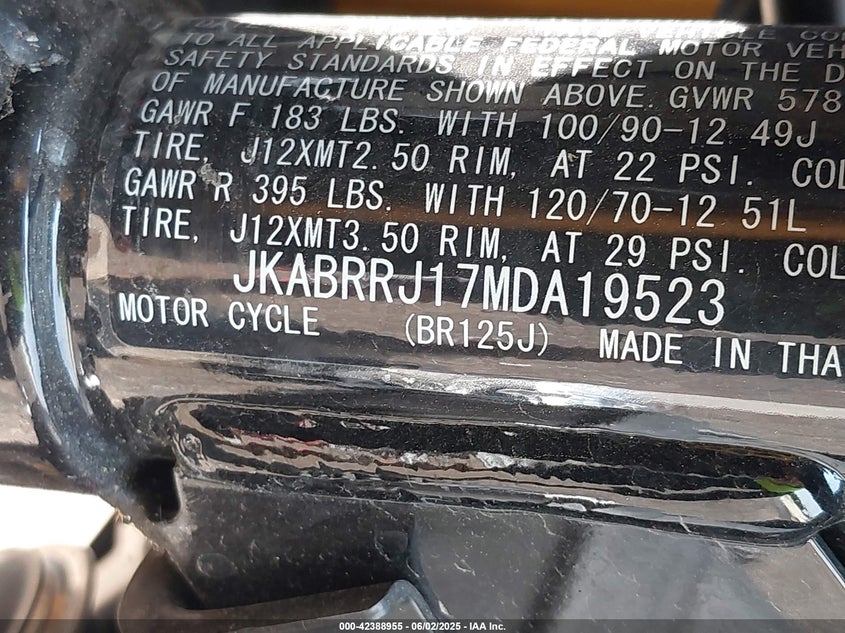 TO ALL APPLICABLE FEDERAL MOTOR VEH
SAFETY STANDARDS IN EFFECT ON THE D
OF MANUFACTURE SHOWN ABOVE. GVWR 578
GAWR F 183 LBS. WITH 100/90-12 49J
TIRE, J12XMT2.50 RIM, AT 22 PSI. COL
GAWR R 395 LBS. WITH 120/70-12 51L
TIRE, J12XMT3.50 RIM, AT 29 PSI. COL
JKABRRJ17MDA19523
MOTOR CYCLE (BR125J) MADE IN THA
000-42388955 - 06/02/2025 - IAA Inc.